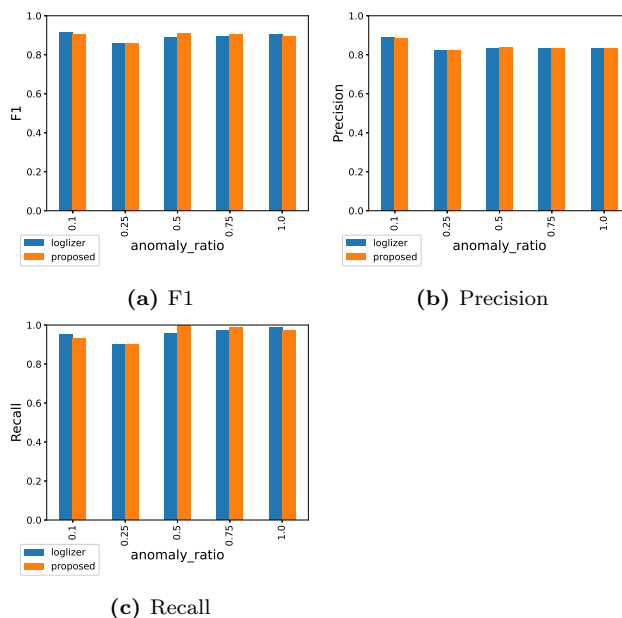 1.0
0.8
0.6
0.4
0.2
0.0
F1
0.1
0.25
0.5
0.75
1.0
anomaly_ratio
loglizer
proposed
(a) F1
1.0
0.8
0.6
0.4
0.2
0.0
Precision
0.1
0.25
0.5
0.75
1.0
anomaly_ratio
loglizer
proposed
(b) Precision
1.0
0.8
0.6
0.4
0.2
0.0
Recall
0.1
0.25
0.5
0.75
1.0
anomaly_ratio
loglizer
proposed
(c) Recall